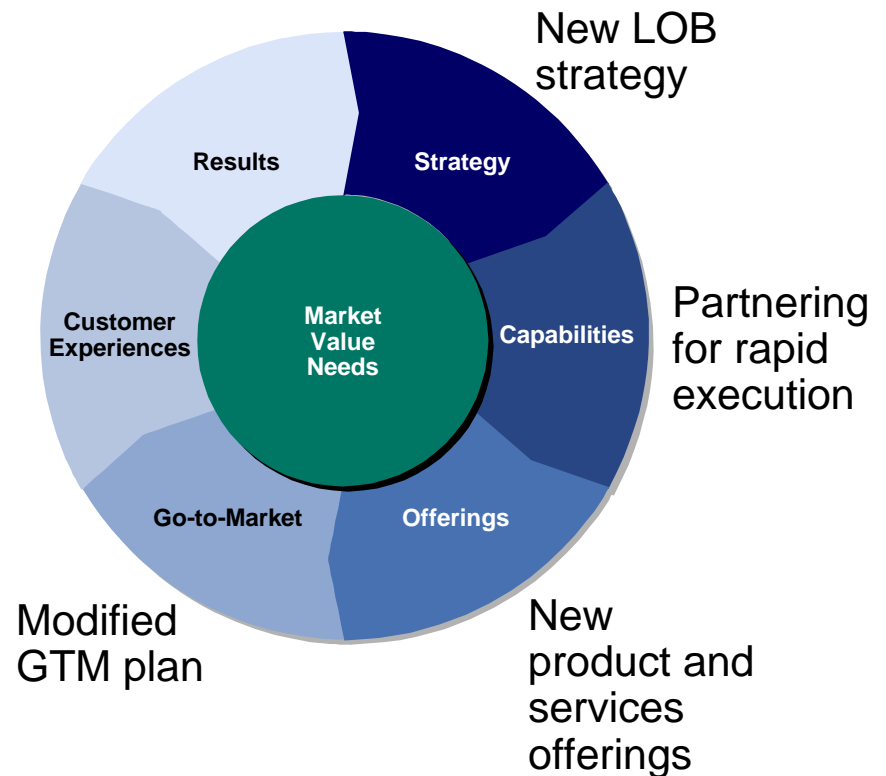 New LOB
strategy
Results
Strategy
Customer
Experiences
Market
Value
Needs
Capabilities
Partnering
for rapid
execution
Go-to-Market
Offerings
Modified
GTM plan
New
product and
services
offerings